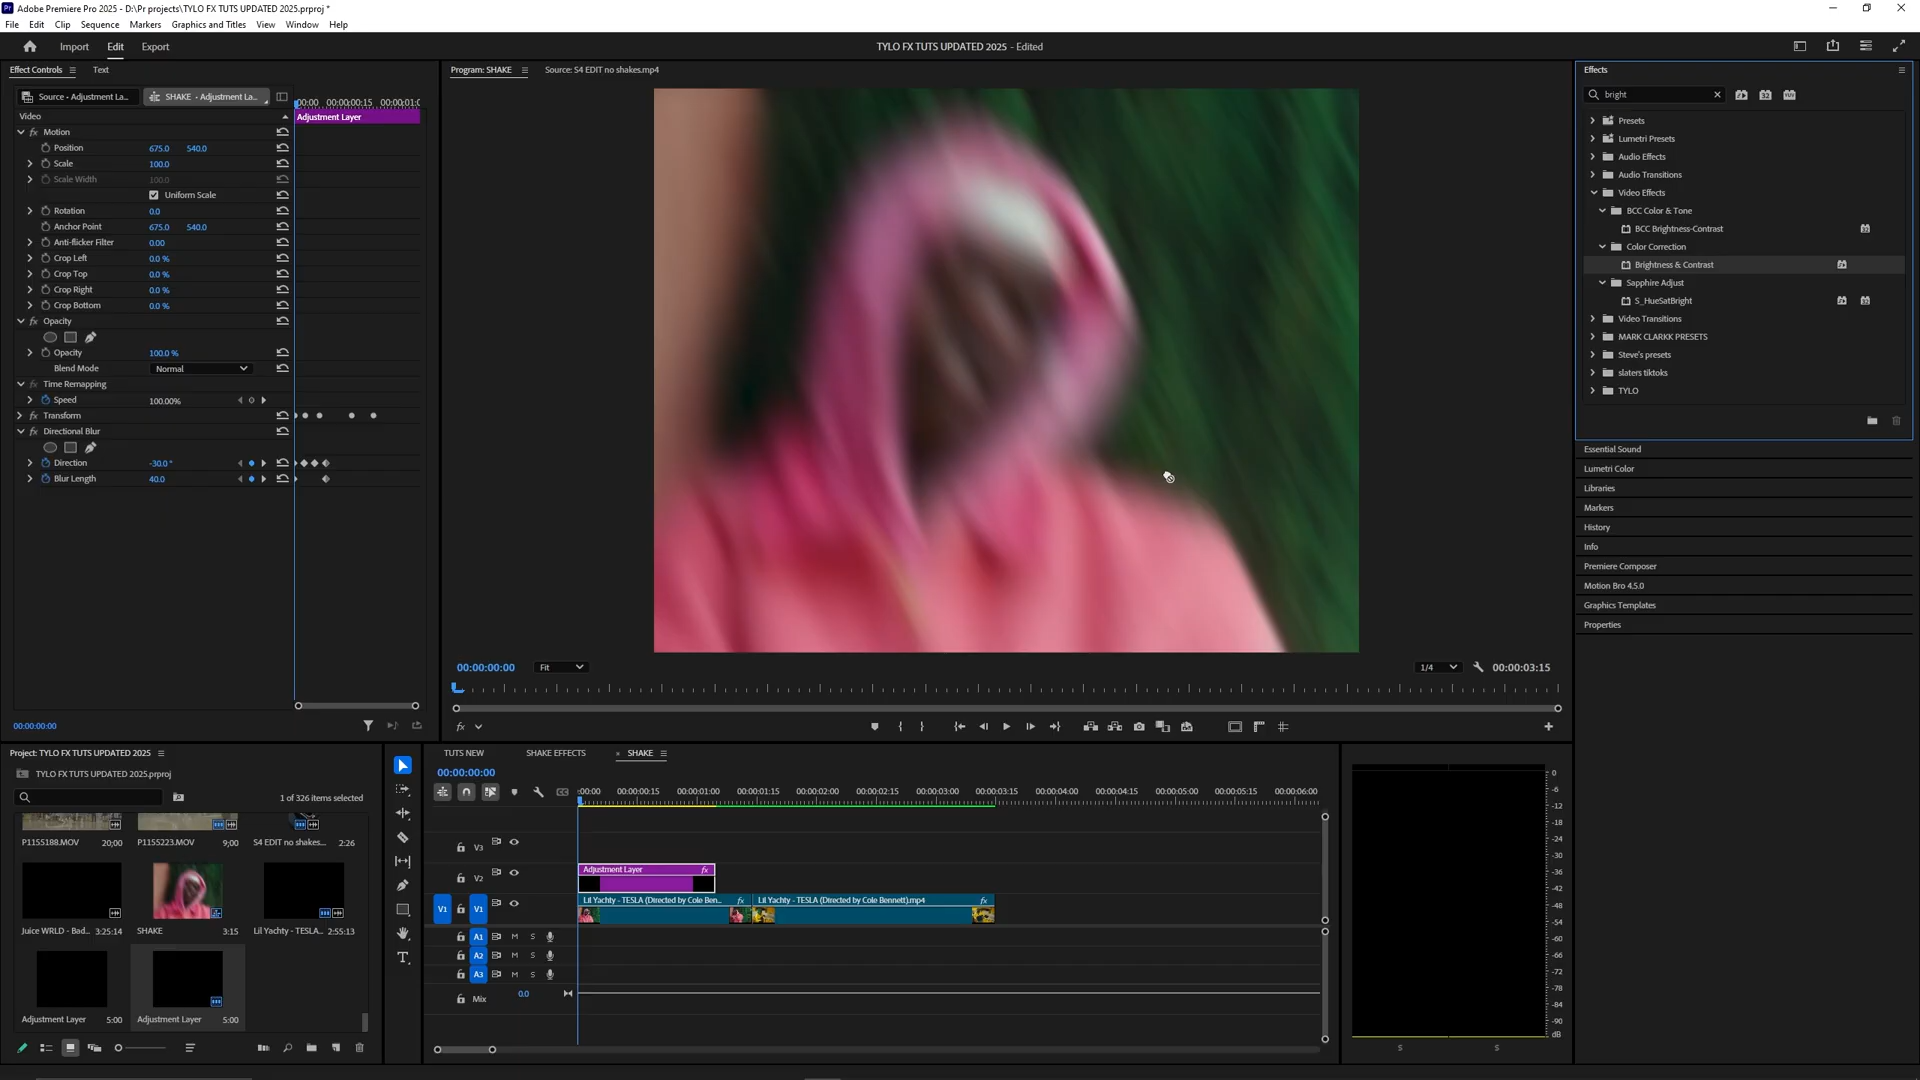 Adobe Premiere Pro 2025 - D:\Pr projects\TYLO FX TUTS UPDATED 2025.prproj *
File Edit Clip Sequence Markers Graphics and Titles View Window Help
Import Edit Export
TYLO FX TUTS UPDATED 2025 - Edited
Effect Controls Text
Source • Adjustment La... SHAKE • Adjustment La...
:00:00 00:00:00:15 00:00:01:0
Video
Adjustment Layer
Motion
Position 675.0 540.0
Scale 100.0
Scale Width 100.0
Uniform Scale
Rotation 0.0
Anchor Point 675.0 540.0
Anti-flicker Filter 0.00
Crop Left 0.0 %
Crop Top 0.0 %
Crop Right 0.0 %
Crop Bottom 0.0 %
Opacity
Opacity 100.0 %
Blend Mode Normal
Time Remapping
Speed 100.00%
Transform
Directional Blur
Direction -30.0 °
Blur Length 40.0
00:00:00:00
Program: SHAKE Source: S4 EDIT no shakes.mp4
00:00:00:00 Fit 1/4 00:00:03:15
Effects
bright
Presets
Lumetri Presets
Audio Effects
Audio Transitions
Video Effects
BCC Color & Tone
BCC Brightness-Contrast
Color Correction
Brightness & Contrast
Sapphire Adjust
S_HueSatBright
Video Transitions
MARK CLARKK PRESETS
Steve's presets
slaters tiktoks
TYLO
Essential Sound
Lumetri Color
Libraries
Markers
History
Info
Premiere Composer
Motion Bro 4.5.0
Graphics Templates
Properties
Project: TYLO FX TUTS UPDATED 2025
TYLO FX TUTS UPDATED 2025.prproj
1 of 326 items selected
P1155188.MOV 20;00
P1155223.MOV 9;00
S4 EDIT no shakes... 2:26
Juice WRLD - Bad... 3:25:14
SHAKE 3:15
Lil Yachty - TESLA... 2:55:13
Adjustment Layer 5:00
Adjustment Layer 5:00
TUTS NEW SHAKE EFFECTS × SHAKE
00:00:00:00
:00:00 00:00:00:15 00:00:01:00 00:00:01:15 00:00:02:00 00:00:02:15 00:00:03:00 00:00:03:15 00:00:04:00 00:00:04:15 00:00:05:00 00:00:05:15 00:00:06:00
V3
V2 Adjustment Layer fx
V1 V1 Lil Yachty - TESLA (Directed by Cole Ben... fx Lil Yachty - TESLA (Directed by Cole Bennett).mp4 fx
A1 M S
A2 M S
A3 M S
Mix 0.0
0
-6
-12
-18
-24
-30
-36
-42
-48
-54
-60
-66
-72
-78
-84
-90
dB
S S